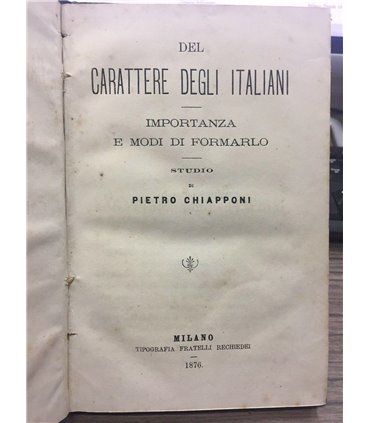 DEL
CARATTERE DEGLI ITALIANI
IMPORTANZA
E MODI DI FORMARLO
STUDIO
DI
PIETRO CHIAPPONI
MILANO
TIPOGRAFIA FRATELLI RECHIEDEI
1876.